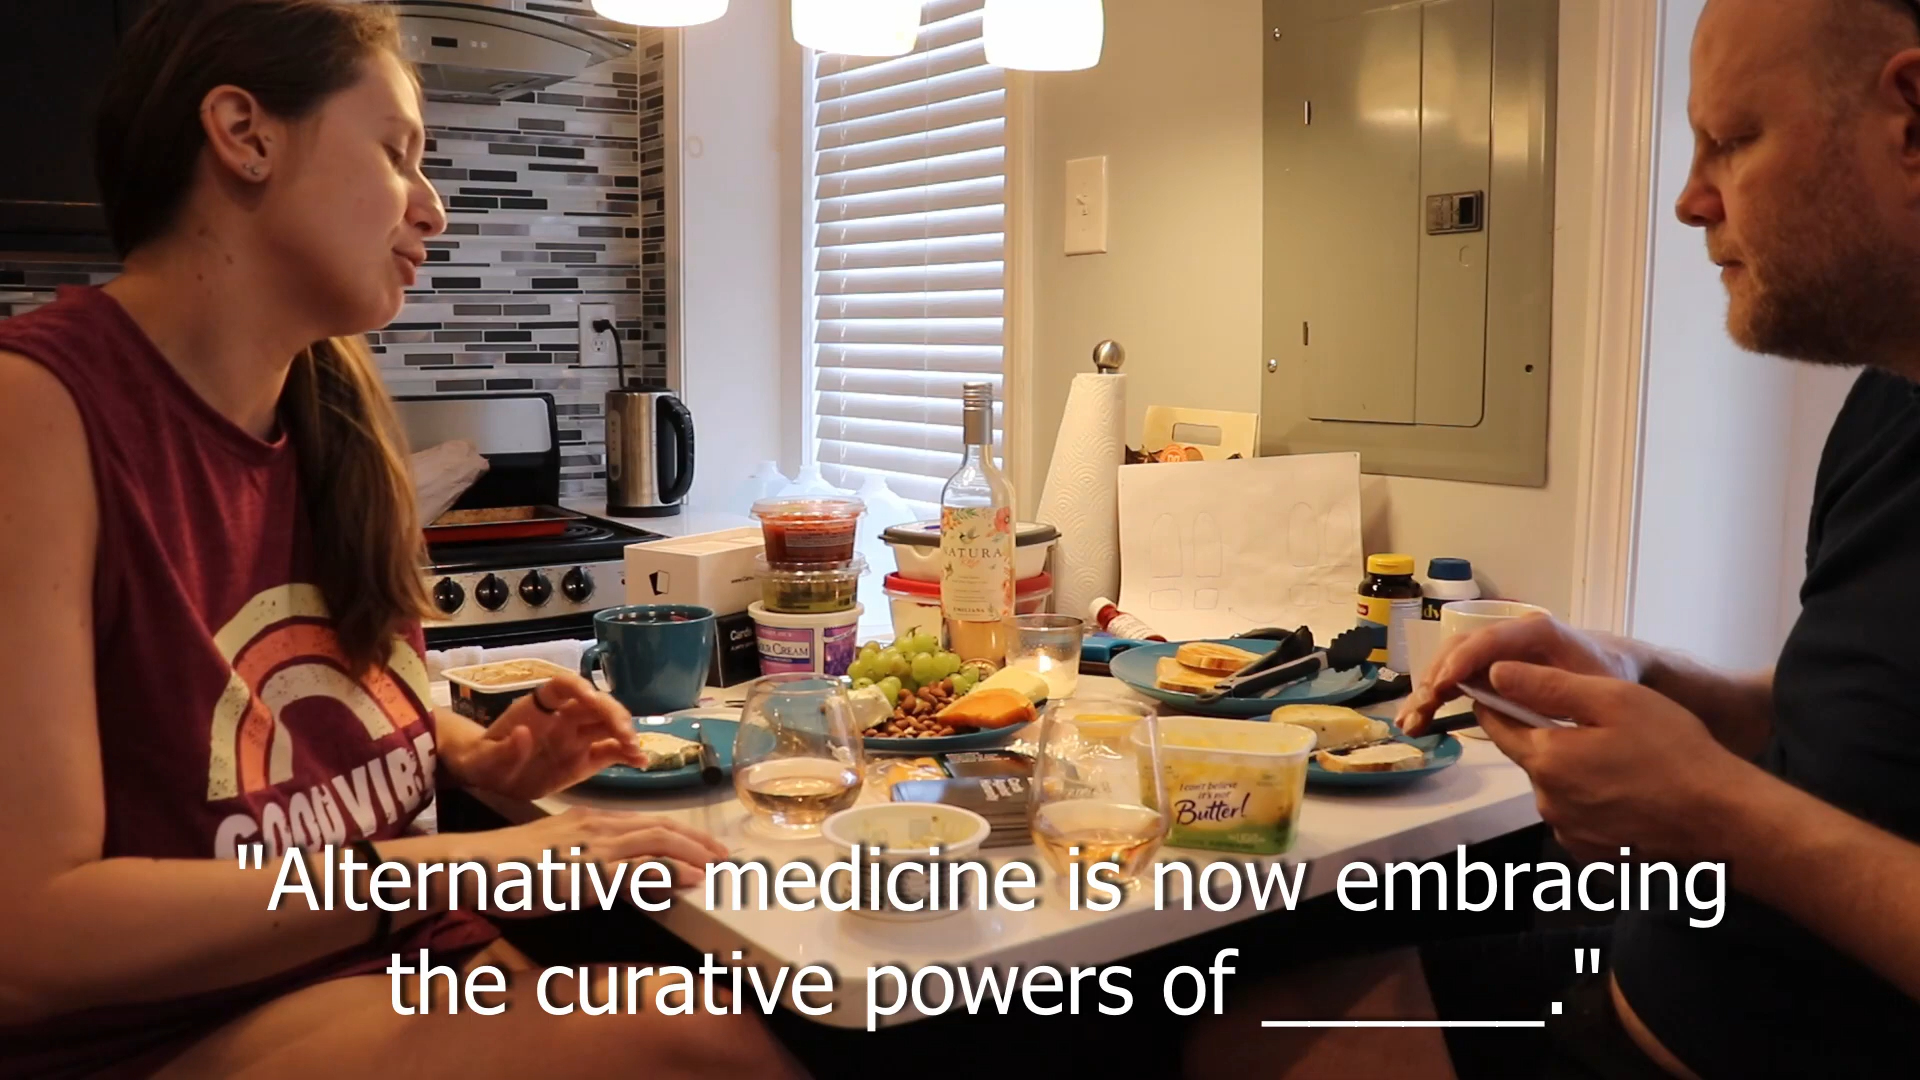 NATURA
SOUR CREAM
I can't believe
it's not
Butter!
GOOD VIBE
"Alternative medicine is now embracing
the curative powers of ______."